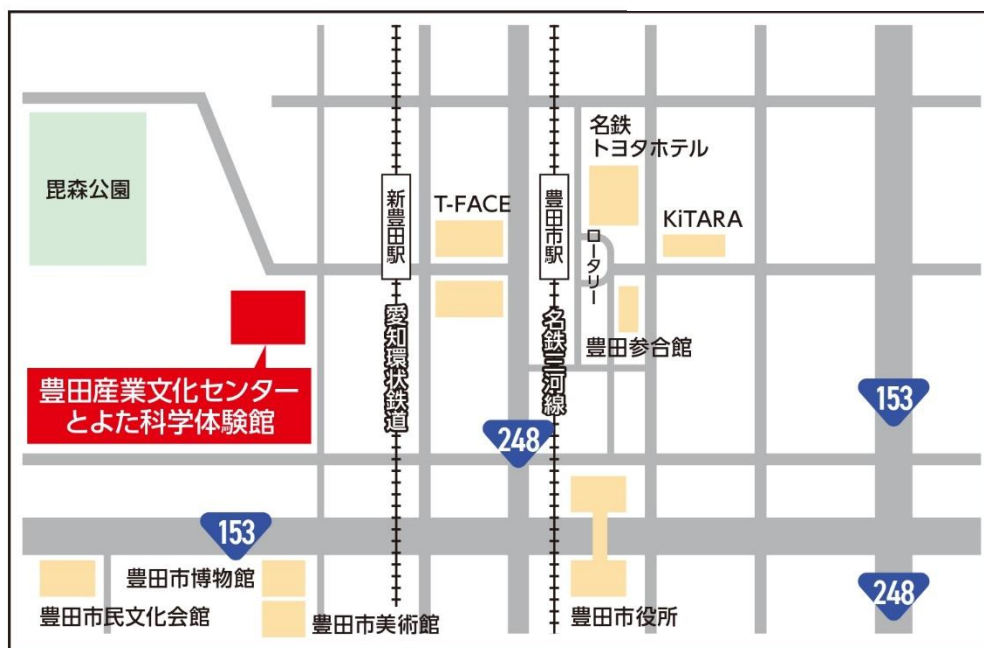 名鉄
トヨタホテル
毘森公園
新豊田駅
T-FACE
豊田市駅
KiTARA
ロータリー
愛知環状鉄道
名鉄三河線
豊田参合館
豊田産業文化センター
とよた科学体験館
153
248
153
豊田市博物館
豊田市民文化会館
豊田市美術館
豊田市役所
248